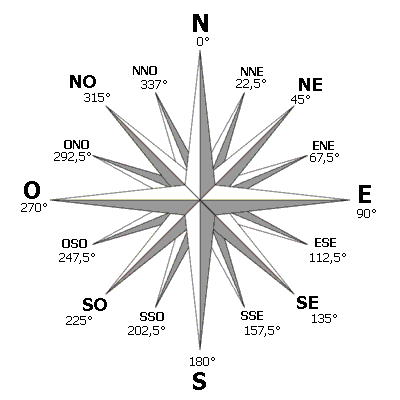 N
0°
NNO
337°
NNE
22,5°
NO
315°
NE
45°
ONO
292,5°
ENE
67,5°
O
270°
E
90°
OSO
247,5°
ESE
112,5°
SO
225°
SE
135°
SSO
202,5°
SSE
157,5°
180°
S